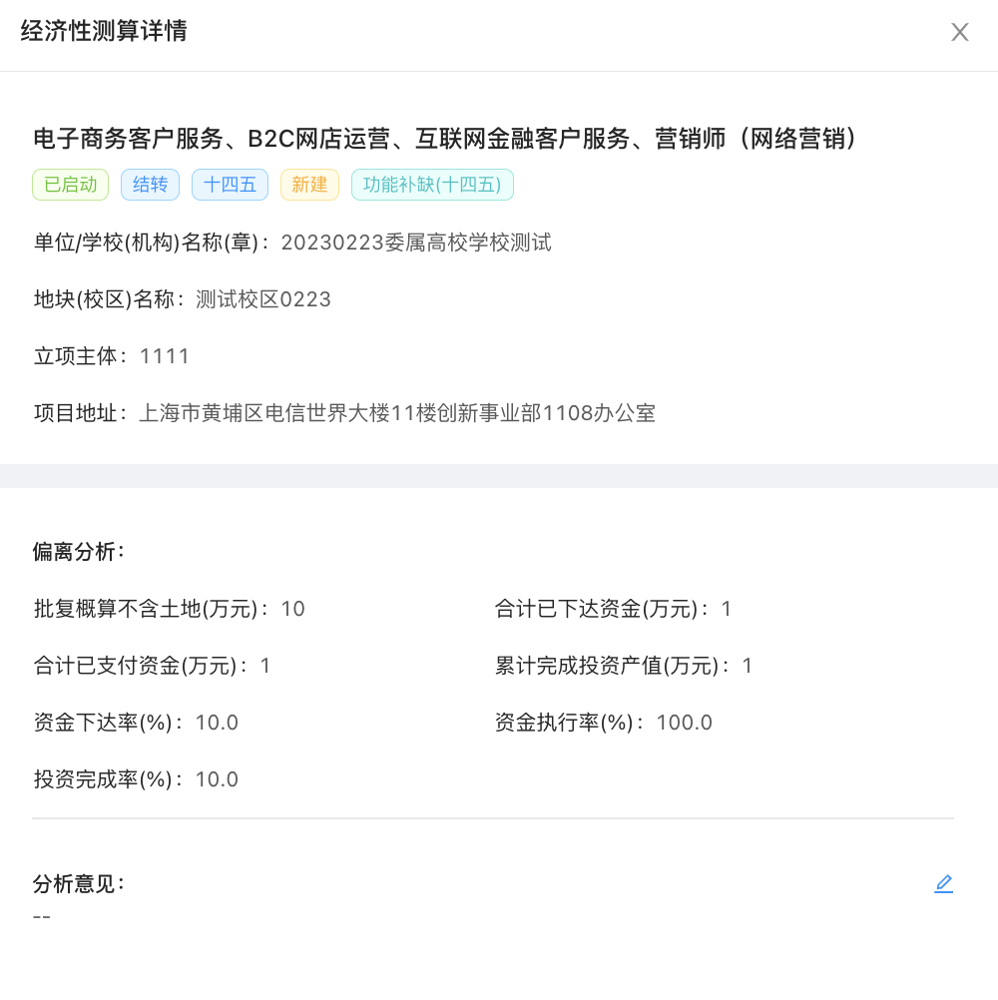 经济性测算详情
电子商务客户服务、B2C网店运营、互联网金融客户服务、营销师（网络营销）
已启动 结转 十四五 新建 功能补缺(十四五)
单位/学校(机构)名称(章)： 20230223委属高校学校测试
地块(校区)名称： 测试校区0223
立项主体： 1111
项目地址： 上海市黄埔区电信世界大楼11楼创新事业部1108办公室
偏离分析：
批复概算不含土地(万元)： 10 合计已下达资金(万元)： 1
合计已支付资金(万元)： 1 累计完成投资产值(万元)： 1
资金下达率(%)： 10.0 资金执行率(%)： 100.0
投资完成率(%)： 10.0
分析意见：
--